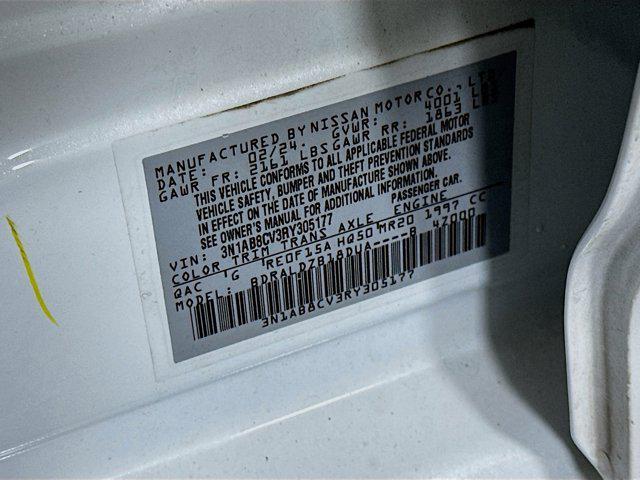 MANUFACTURED BY NISSAN MOTOR CO., LTD.
DATE: 02/24. GVWR: 4001 LBS
GAWR FR: 2161 LBS GAWR RR: 1863 LBS
THIS VEHICLE CONFORMS TO ALL APPLICABLE FEDERAL MOTOR
VEHICLE SAFETY, BUMPER AND THEFT PREVENTION STANDARDS
IN EFFECT ON THE DATE OF MANUFACTURE SHOWN ABOVE.
SEE OWNER'S MANUAL FOR ADDITIONAL INFORMATION.
VIN: 3N1AB8CV3RY305177 PASSENGER CAR.
COLOR TRIM TRANS AXLE ENGINE
QAC 'G RE0F15A HG50 MR20 1997 CC
MODEL: BDRALDZB18DUA----B 47000
3N1AB8CV3RY305177